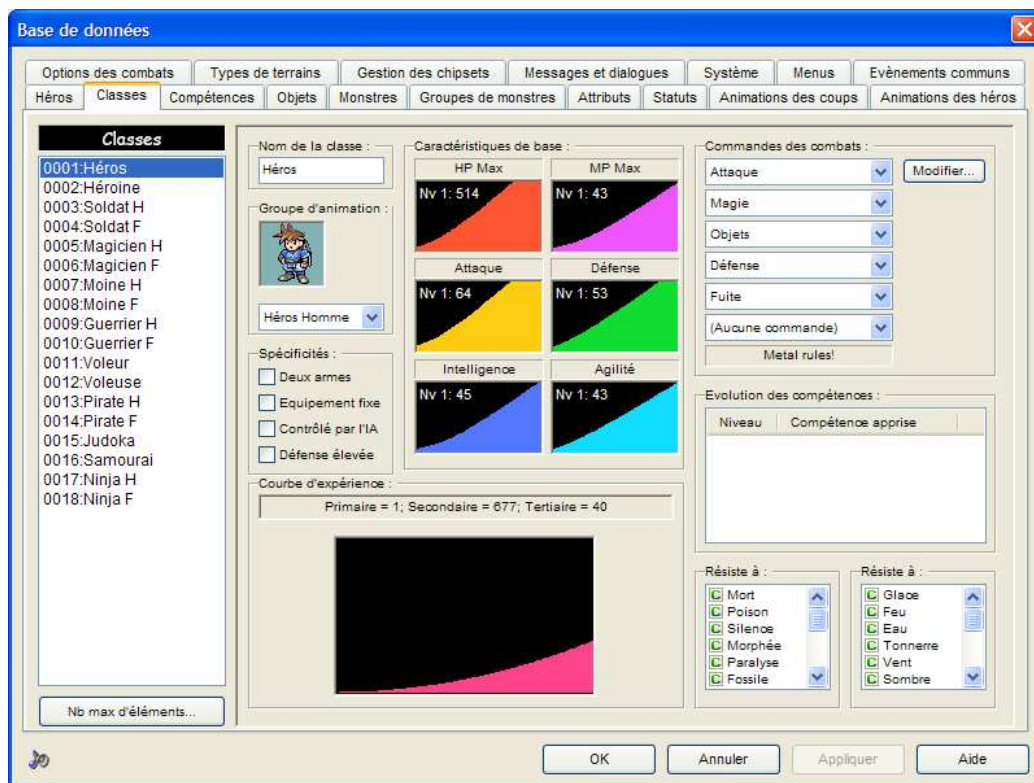 Base de données
Options des combats
Types de terrains
Gestion des chipsets
Messages et dialogues
Système
Menus
Evènements communs
Héros
Classes
Compétences
Objets
Monstres
Groupes de monstres
Attributs
Statuts
Animations des coups
Animations des héros
Classes
0001:Héros
0002:Héroine
0003:Soldat H
0004:Soldat F
0005:Magicien H
0006:Magicien F
0007:Moine H
0008:Moine F
0009:Guerrier H
0010:Guerrier F
0011:Voleur
0012:Voleuse
0013:Pirate H
0014:Pirate F
0015:Judoka
0016:Samourai
0017:Ninja H
0018:Ninja F
Nb max d'éléments...
Nom de la classe :
Héros
Groupe d'animation :
Héros Homme
Spécificités :
Deux armes
Equipement fixe
Contrôlé par l'IA
Défense élevée
Caractéristiques de base :
HP Max
MP Max
Nv 1: 514
Nv 1: 43
Attaque
Défense
Nv 1: 64
Nv 1: 53
Intelligence
Agilité
Nv 1: 45
Nv 1: 43
Courbe d'expérience :
Primaire = 1; Secondaire = 677; Tertiaire = 40
Commandes des combats :
Attaque
Modifier...
Magie
Objets
Défense
Fuite
(Aucune commande)
Metal rules!
Evolution des compétences :
Niveau
Compétence apprise
Résiste à :
C Mort
C Poison
C Silence
C Morphée
C Paralyse
C Fossile
Résiste à :
C Glace
C Feu
C Eau
C Tonnerre
C Vent
C Sombre
OK
Annuler
Appliquer
Aide